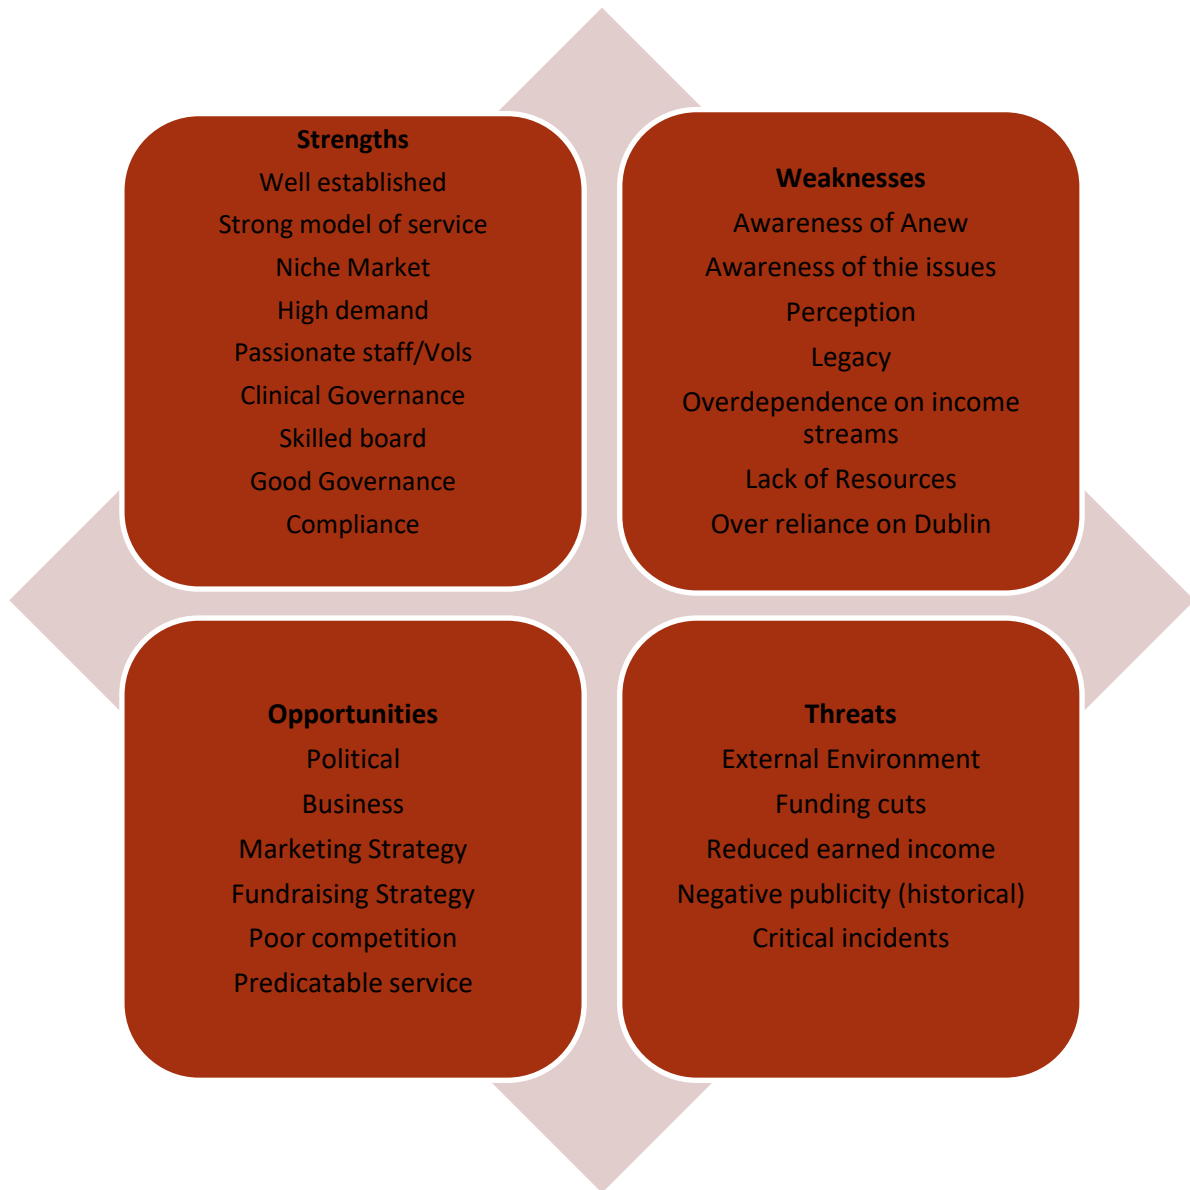 Strengths
Well established
Strong model of service
Niche Market
High demand
Passionate staff/Vols
Clinical Governance
Skilled board
Good Governance
Compliance
Weaknesses
Awareness of Anew
Awareness of thie issues
Perception
Legacy
Overdependence on income
streams
Lack of Resources
Over reliance on Dublin
Opportunities
Political
Business
Marketing Strategy
Fundraising Strategy
Poor competition
Predicatable service
Threats
External Environment
Funding cuts
Reduced earned income
Negative publicity (historical)
Critical incidents